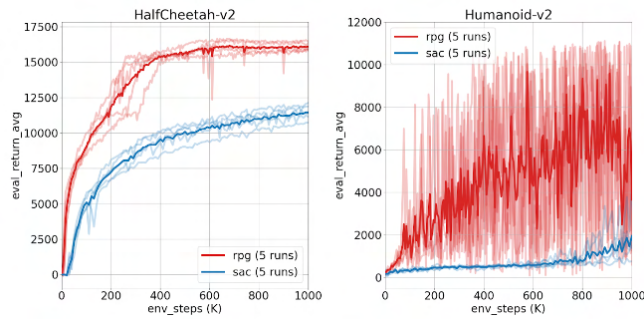 HalfCheetah-v2
17500
15000
12500
10000
7500
5000
2500
0
eval_return_avg
0
200
400
600
800
1000
env_steps (K)
rpg (5 runs)
sac (5 runs)
Humanoid-v2
12000
10000
8000
6000
4000
2000
0
eval_return_avg
0
200
400
600
800
1000
env_steps (K)
rpg (5 runs)
sac (5 runs)